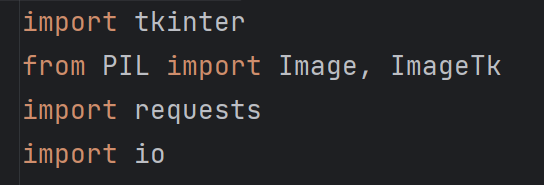 import tkinter
from PIL import Image, ImageTk
import requests
import io